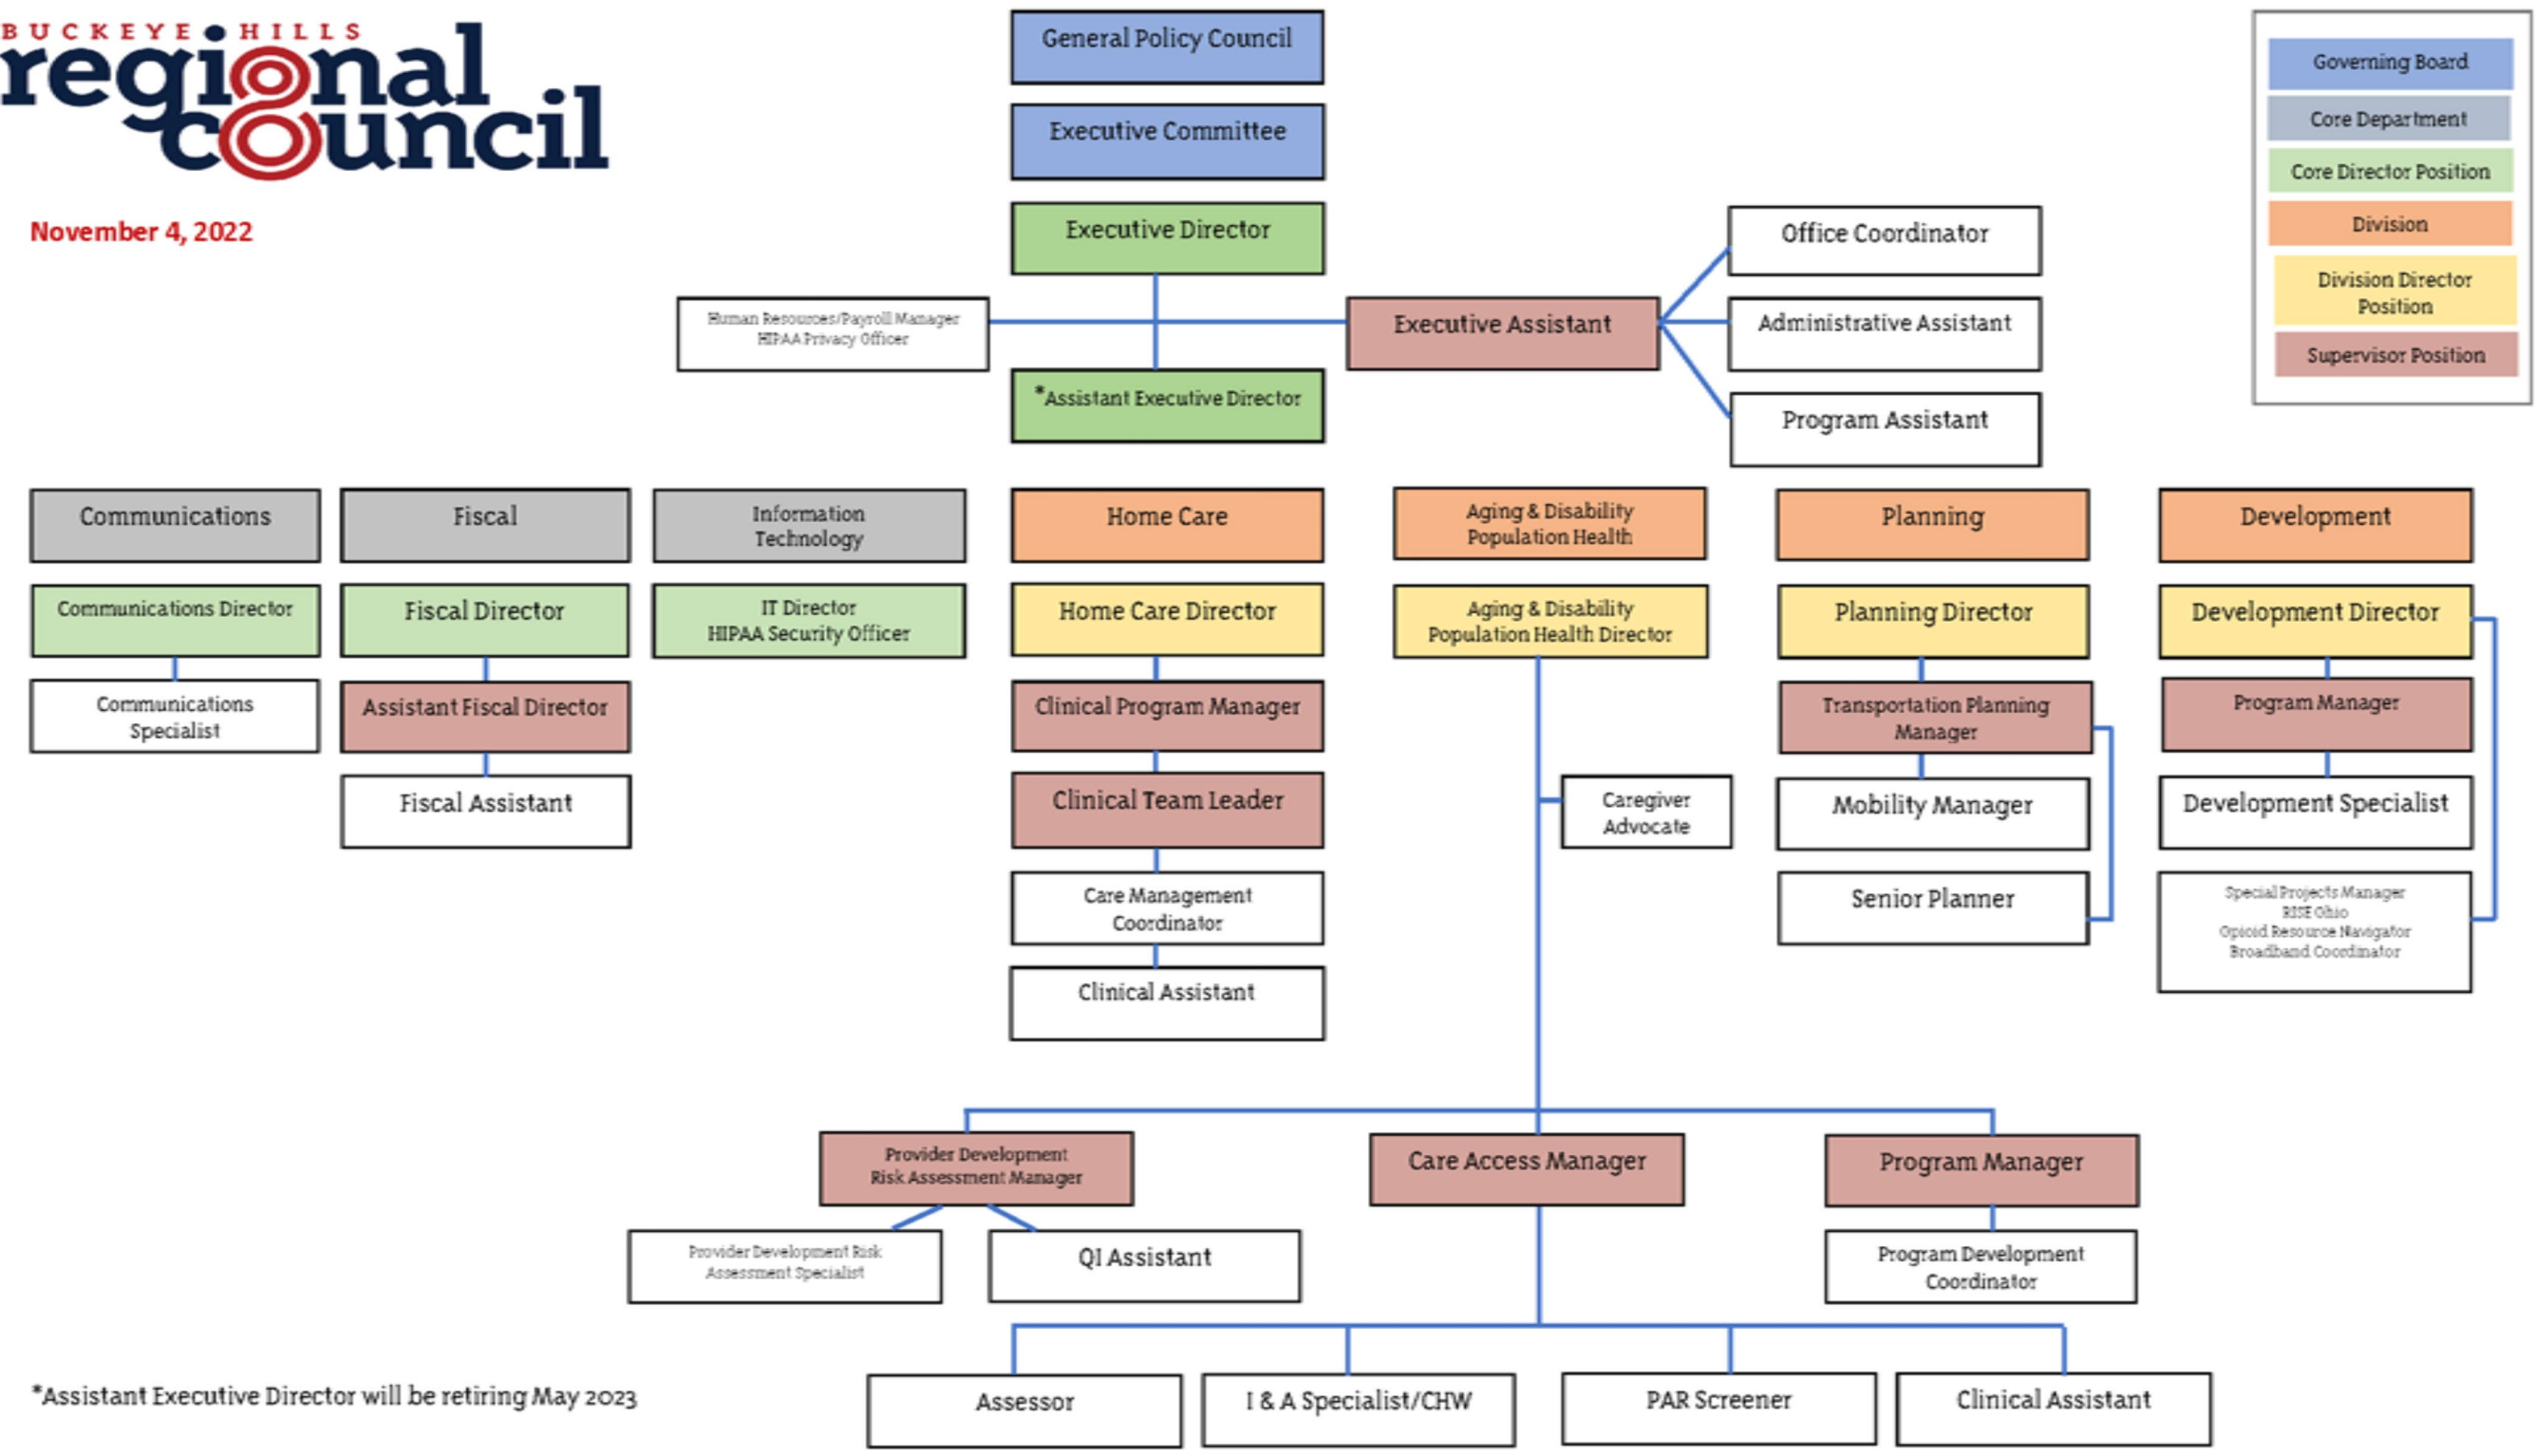 BUCKEYE HILLS
regional
council
November 4, 2022
General Policy Council
Executive Committee
Executive Director
Human Resources/Payroll Manager
HIPAA Privacy Officer
Executive Assistant
Office Coordinator
Administrative Assistant
Program Assistant
*Assistant Executive Director
Governing Board
Core Department
Core Director Position
Division
Division Director
Position
Supervisor Position
Communications
Fiscal
Information
Technology
Home Care
Aging & Disability
Population Health
Planning
Development
Communications Director
Fiscal Director
IT Director
HIPAA Security Officer
Home Care Director
Aging & Disability
Population Health Director
Planning Director
Development Director
Communications
Specialist
Assistant Fiscal Director
Clinical Program Manager
Transportation Planning
Manager
Program Manager
Fiscal Assistant
Clinical Team Leader
Caregiver
Advocate
Mobility Manager
Development Specialist
Care Management
Coordinator
Senior Planner
Special Projects Manager
RISE Ohio
Opioid Resource Navigator
Broadband Coordinator
Clinical Assistant
Provider Development
Risk Assessment Manager
Care Access Manager
Program Manager
Provider Development Risk
Assessment Specialist
QI Assistant
Program Development
Coordinator
Assessor
I & A Specialist/CHW
PAR Screener
Clinical Assistant
*Assistant Executive Director will be retiring May 2023